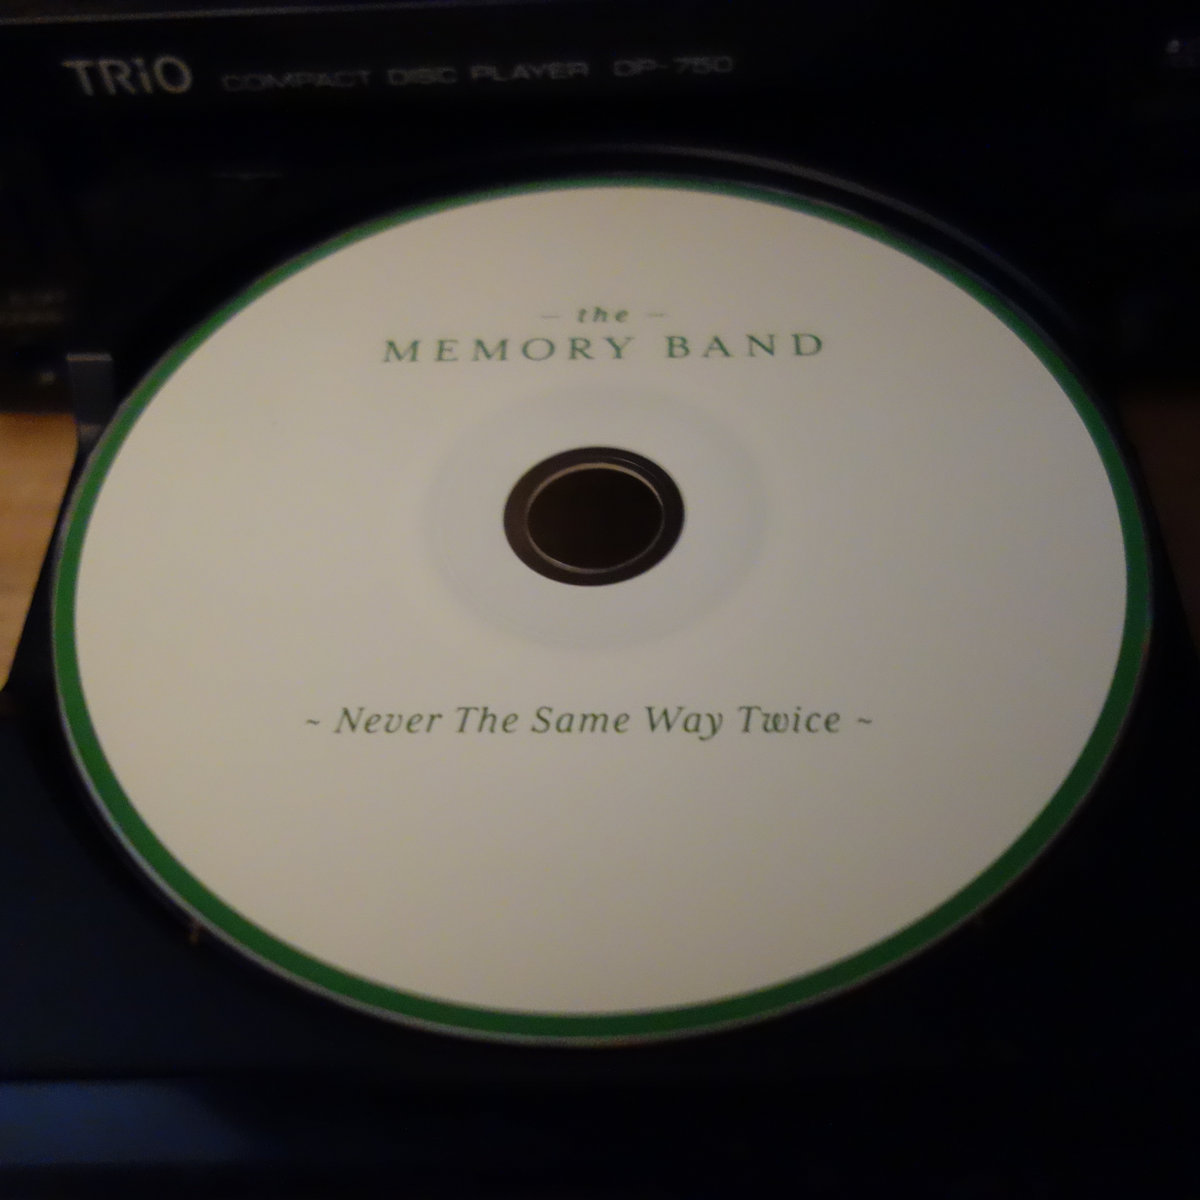 TRiO COMPACT DISC PLAYER DP-750
– the –
MEMORY BAND
~ Never The Same Way Twice ~